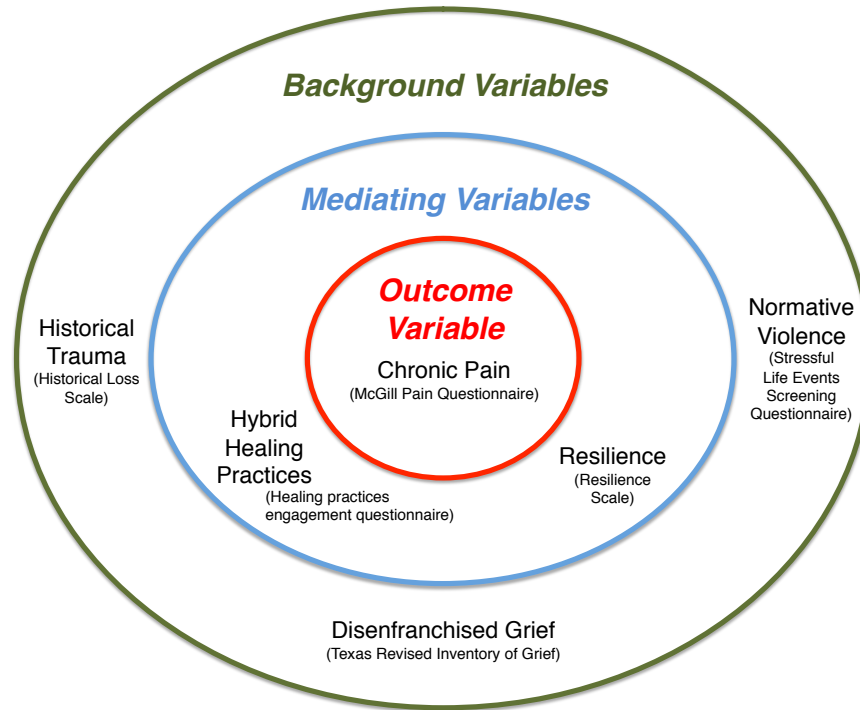 Background Variables
Mediating Variables
Outcome
Variable
Chronic Pain
(McGill Pain Questionnaire)
Historical
Trauma
(Historical Loss
Scale)
Normative
Violence
(Stressful
Life Events
Screening
Questionnaire)
Hybrid
Healing
Practices
(Healing practices
engagement questionnaire)
Resilience
(Resilience
Scale)
Disenfranchised Grief
(Texas Revised Inventory of Grief)